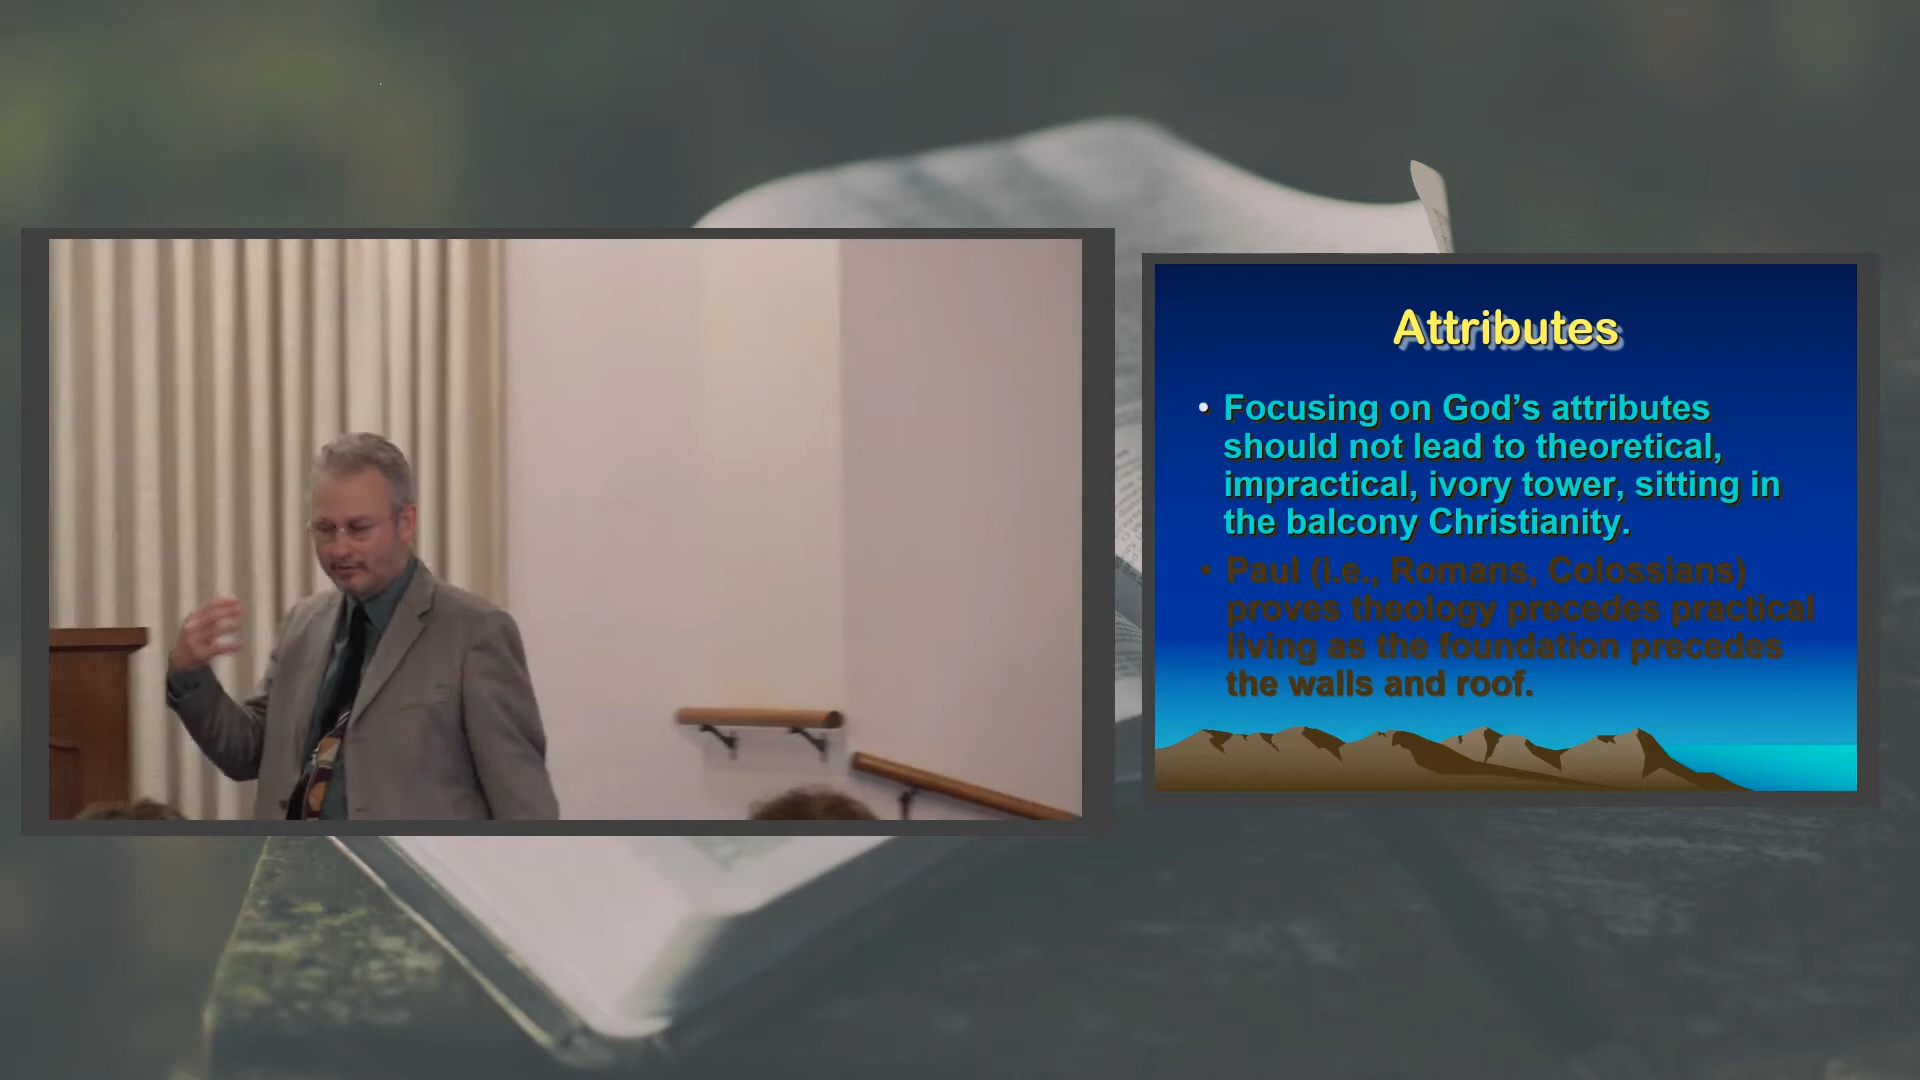 Attributes
• Focusing on God’s attributes
should not lead to theoretical,
impractical, ivory tower, sitting in
the balcony Christianity.
• Paul (i.e., Romans, Colossians)
proves theology precedes practical
living as the foundation precedes
the walls and roof.